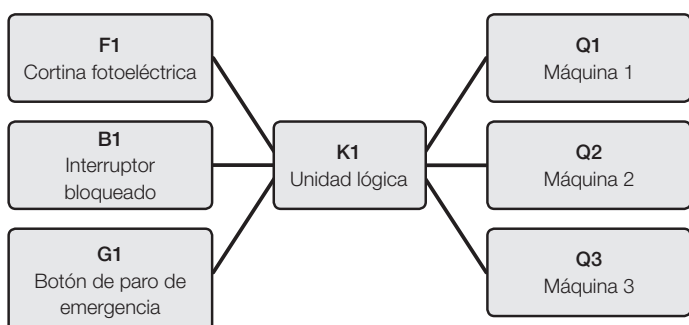 F1
Cortina fotoeléctrica
B1
Interruptor
bloqueado
G1
Botón de paro de
emergencia
K1
Unidad lógica
Q1
Máquina 1
Q2
Máquina 2
Q3
Máquina 3